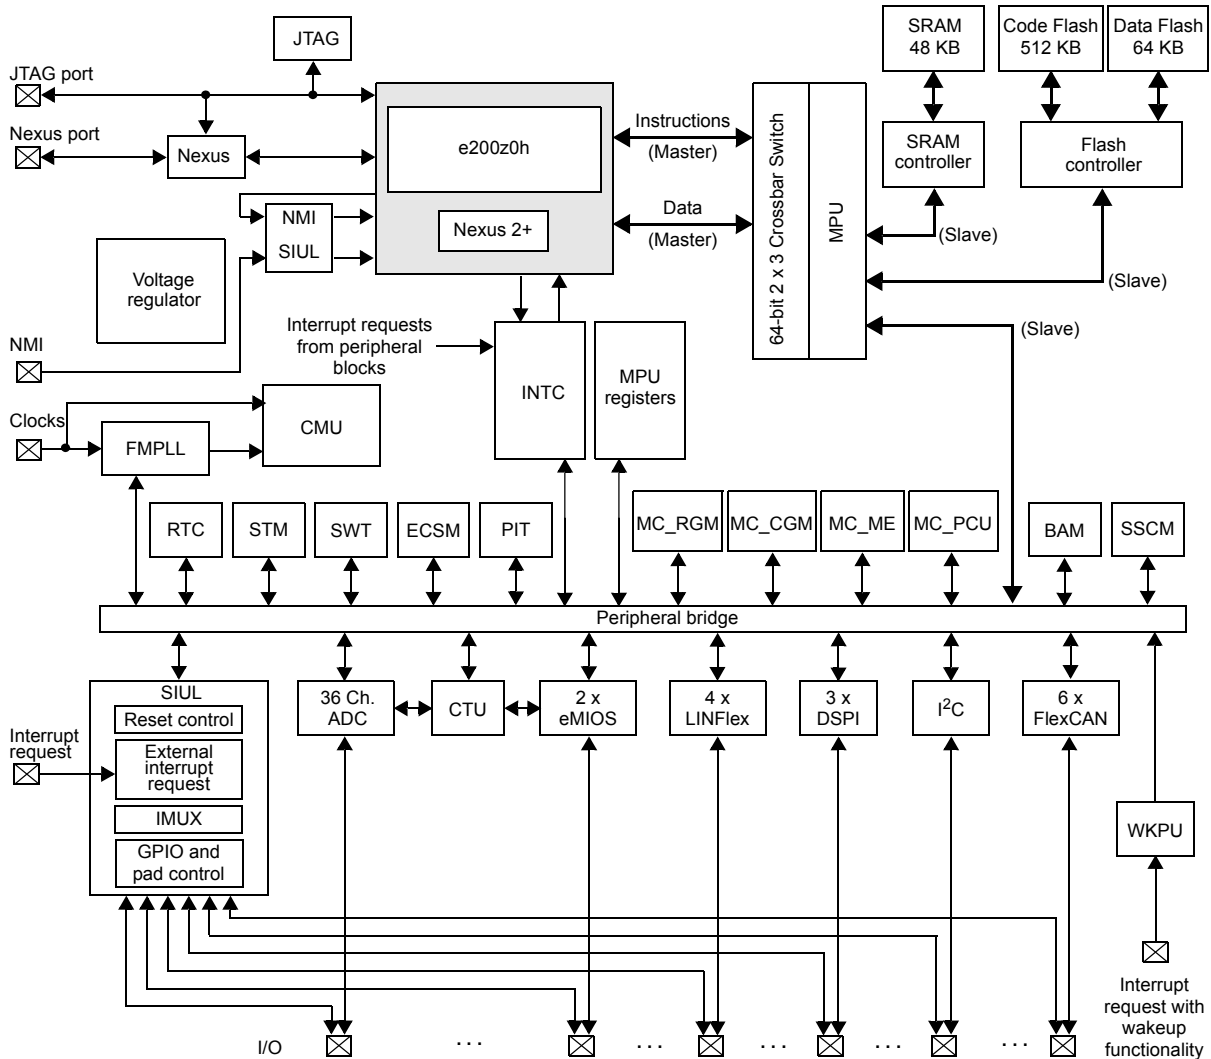 JTAG
SRAM
48 KB
Code Flash
512 KB
Data Flash
64 KB
JTAG port
Nexus port
Nexus
e200z0h
Nexus 2+
NMI
SIUL
Voltage
regulator
Instructions
(Master)
Data
(Master)
64-bit 2 x 3 Crossbar Switch
MPU
SRAM
controller
Flash
controller
(Slave)
(Slave)
(Slave)
NMI
Interrupt requests
from peripheral
blocks
INTC
MPU
registers
Clocks
FMPLL
CMU
RTC
STM
SWT
ECSM
PIT
MC_RGM
MC_CGM
MC_ME
MC_PCU
BAM
SSCM
Peripheral bridge
SIUL
Reset control
External
interrupt
request
IMUX
GPIO and
pad control
Interrupt
request
36 Ch.
ADC
CTU
2 x
eMIOS
4 x
LINFlex
3 x
DSPI
I²C
6 x
FlexCAN
WKPU
Interrupt
request with
wakeup
functionality
I/O
. . .
. . .
. . .
. . .
. . .